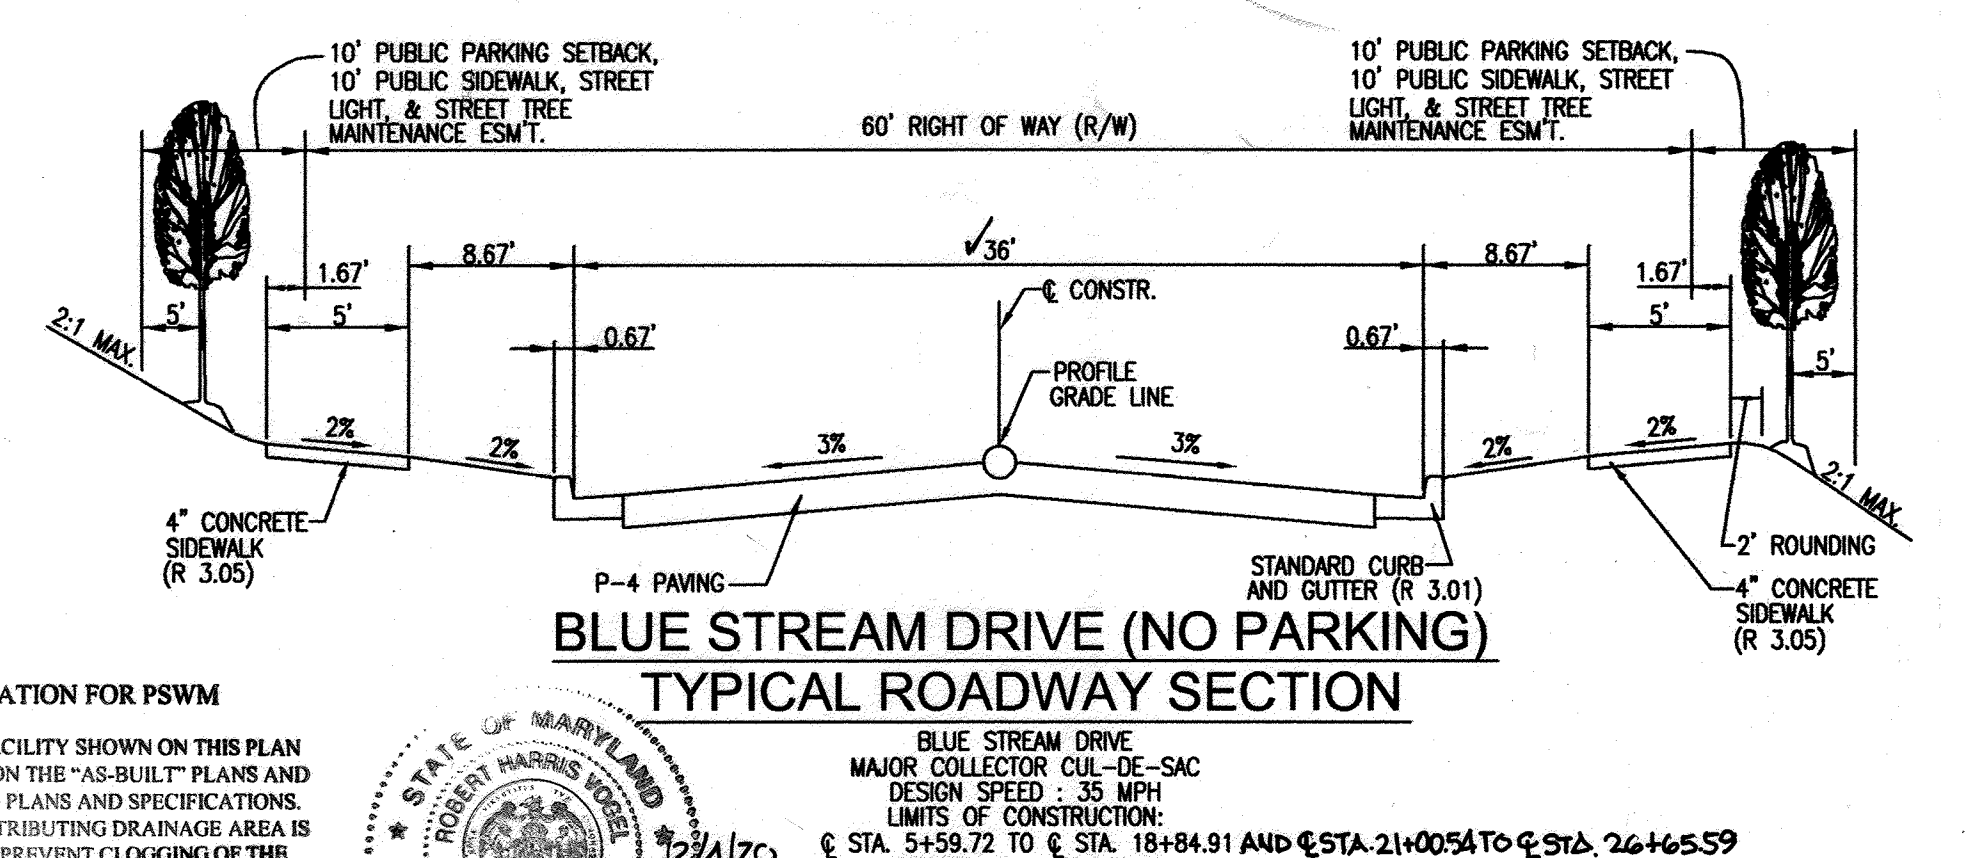 10' PUBLIC PARKING SETBACK,
10' PUBLIC SIDEWALK, STREET
LIGHT, & STREET TREE
MAINTENANCE ESM'T.
60' RIGHT OF WAY (R/W)
10' PUBLIC PARKING SETBACK,
10' PUBLIC SIDEWALK, STREET
LIGHT, & STREET TREE
MAINTENANCE ESM'T.
8.67'
36'
8.67'
1.67'
1.67'
℄ CONSTR.
5'
5'
5'
2:1 MAX.
0.67'
0.67'
5'
PROFILE
GRADE LINE
2%
2%
3%
3%
2%
2%
2:1 MAX.
4" CONCRETE
SIDEWALK
(R 3.05)
P-4 PAVING
STANDARD CURB
AND GUTTER (R 3.01)
2' ROUNDING
4" CONCRETE
SIDEWALK
(R 3.05)
BLUE STREAM DRIVE (NO PARKING)
TYPICAL ROADWAY SECTION
BLUE STREAM DRIVE
MAJOR COLLECTOR CUL-DE-SAC
DESIGN SPEED : 35 MPH
LIMITS OF CONSTRUCTION:
℄ STA. 5+59.72 TO ℄ STA. 18+84.91 AND ℄ STA. 21+00.54 TO ℄ STA. 26+65.59
ATION FOR PSWM
CILITY SHOWN ON THIS PLAN
ON THE "AS-BUILT" PLANS AND
PLANS AND SPECIFICATIONS.
TRIBUTING DRAINAGE AREA IS
PREVENT CLOGGING OF THE
STATE OF MARYLAND
ROBERT HARRIS VOGEL